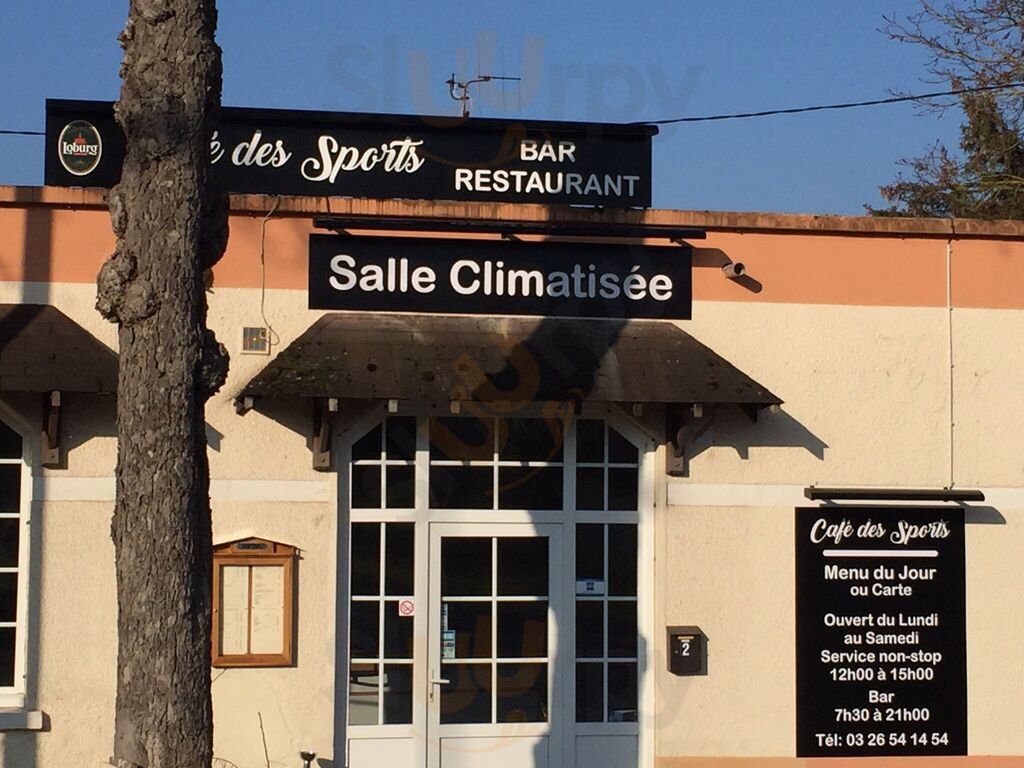 Sluurpy
Loburg
é des Sports
BAR
RESTAURANT
Salle Climatisée
Café des Sports
Menu du Jour
ou Carte
Ouvert du Lundi
au Samedi
Service non-stop
12h00 à 15h00
Bar
7h30 à 21h00
Tél: 03 26 54 14 54
2